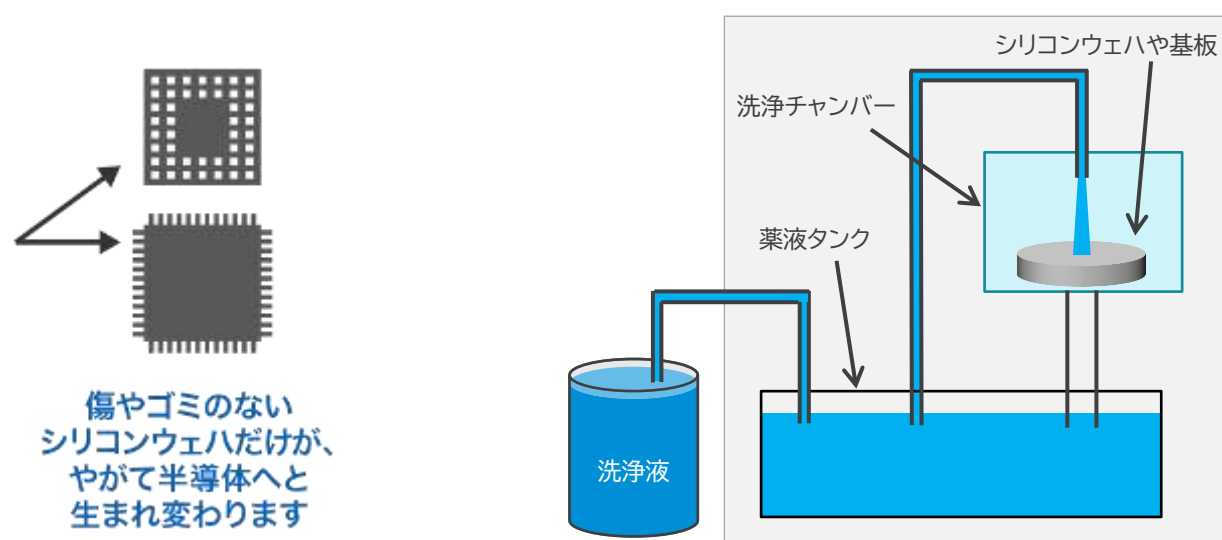 シリコンウェハや基板
洗浄チャンバー
薬液タンク
洗浄液
傷やゴミのない
シリコンウェハだけが、
やがて半導体へと
生まれ変わります